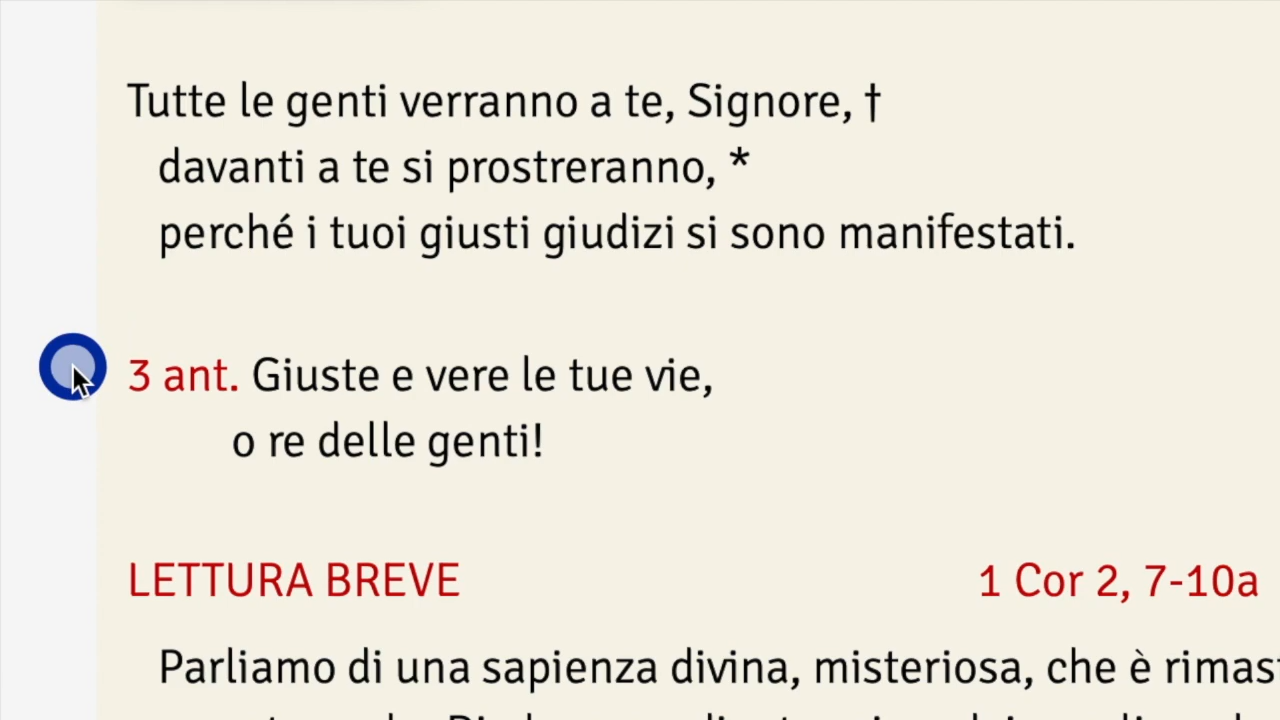 Tutte le genti verranno a te, Signore, †
davanti a te si prostreranno, *
perché i tuoi giusti giudizi si sono manifestati.
3 ant. Giuste e vere le tue vie,
o re delle genti!
LETTURA BREVE 1 Cor 2, 7-10a
Parliamo di una sapienza divina, misteriosa, che è